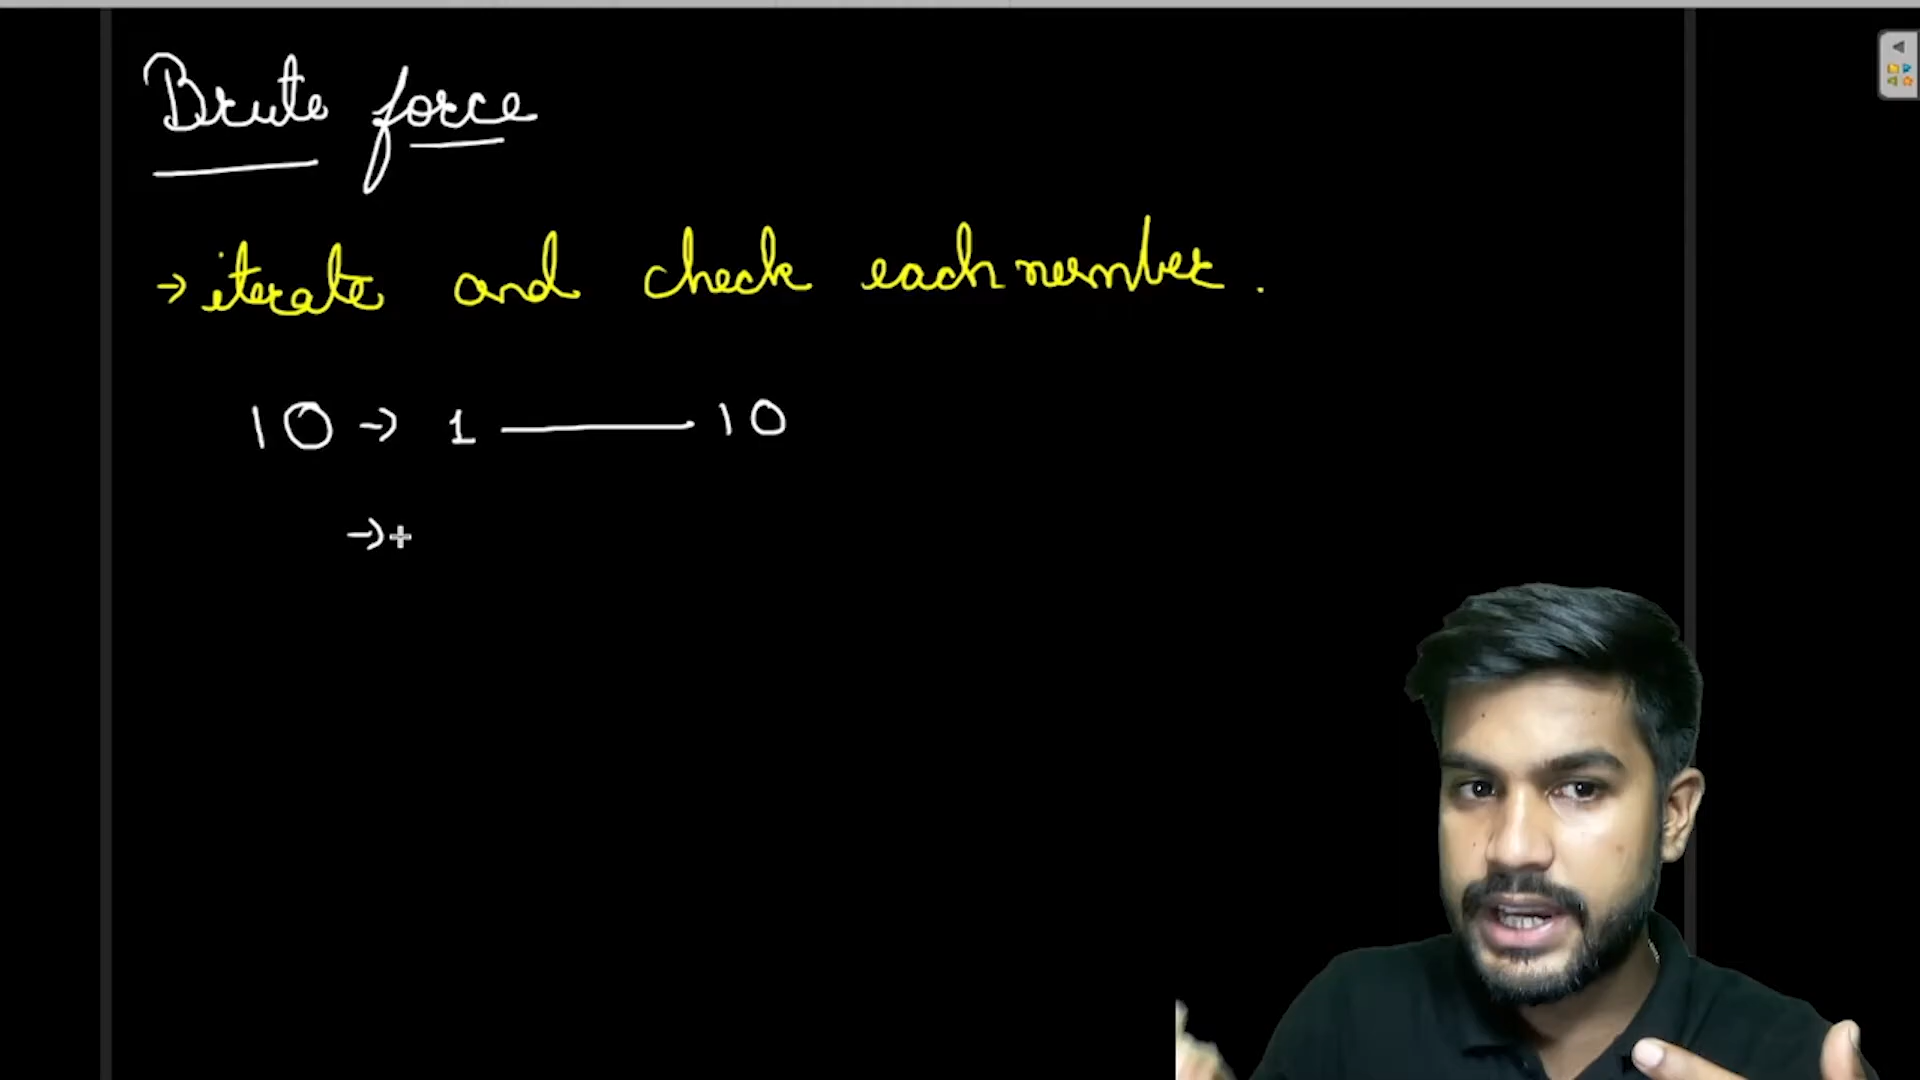 Brute force
→ iterate and check each number.
10 → 1 —— 10
→